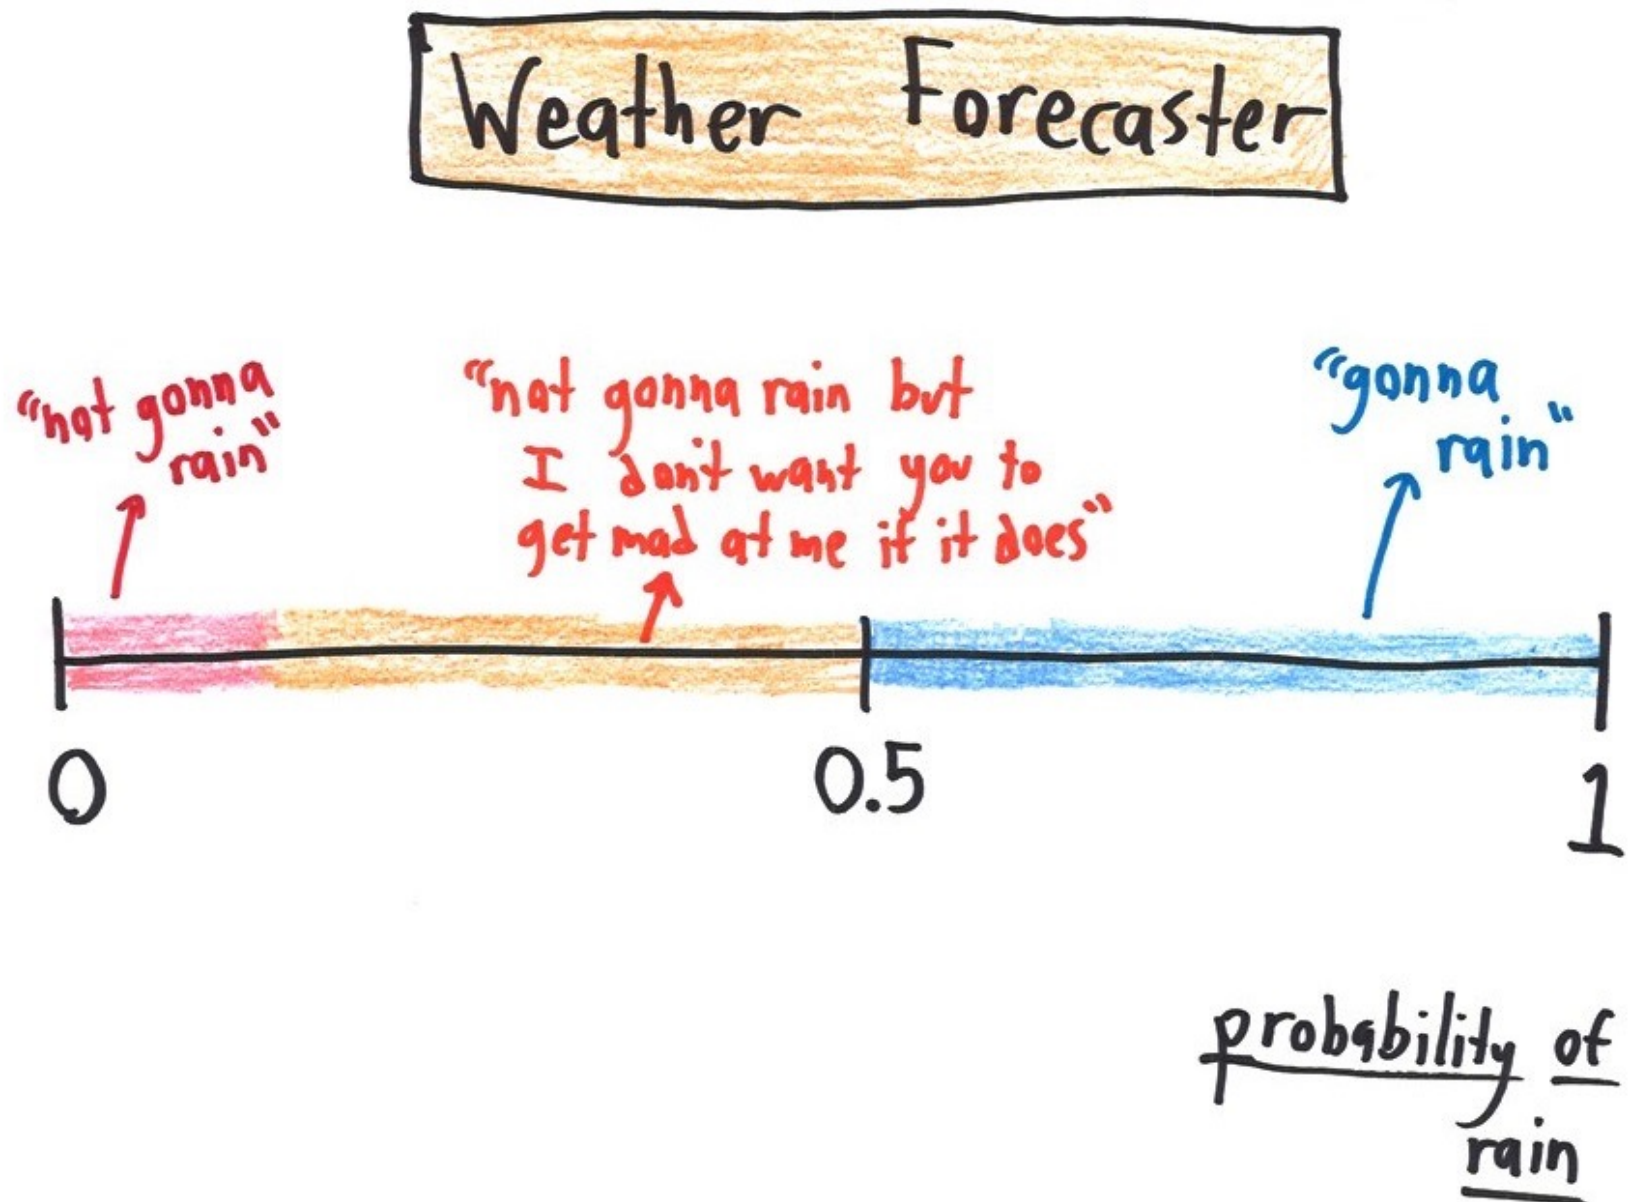 Weather Forecaster
"not gonna
rain"
"not gonna rain but
I don't want you to
get mad at me if it does"
"gonna
rain"
0
0.5
1
probability of
rain